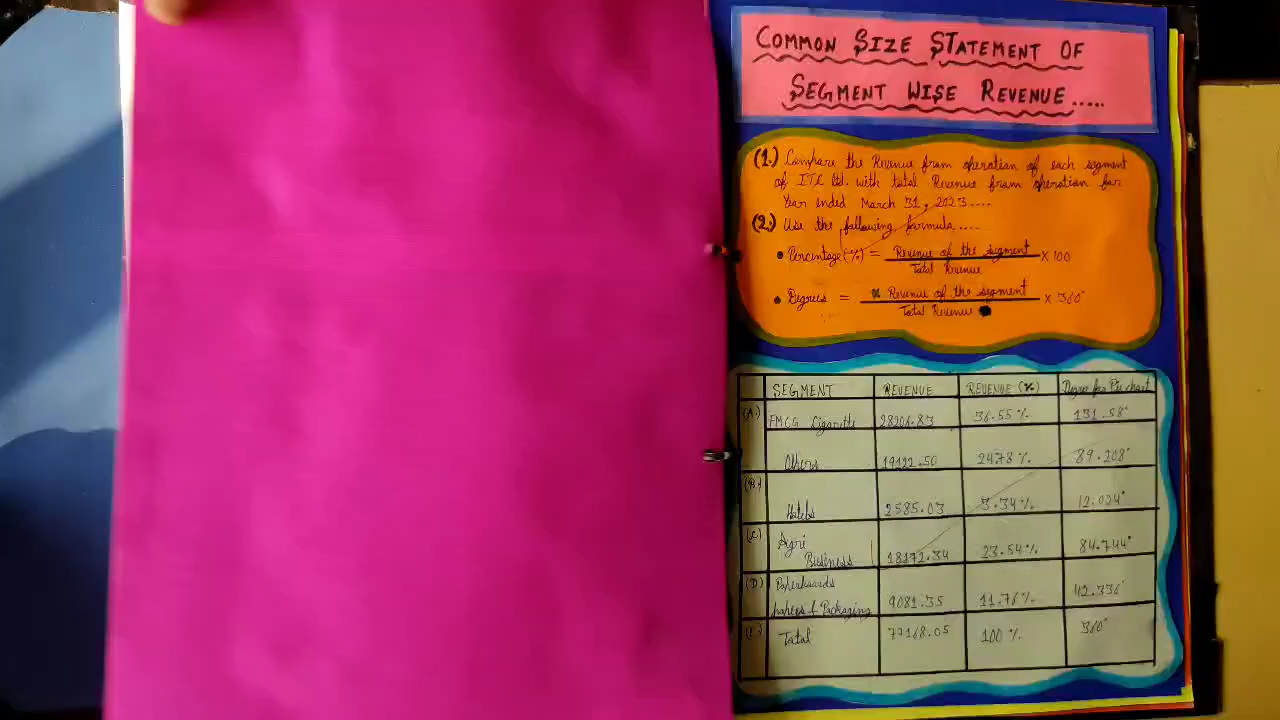 COMMON SIZE STATEMENT OF
SEGMENT WISE REVENUE.....
(1.) Compare the Revenue from operation of each segment
of ITC Ltd. with total Revenue from operation for
Year ended March 31, 2023....
(2.) Use the following formula....
• Percentage (%) = Revenue of the segment / Total Revenue × 100
• Degrees = Revenue of the segment / Total Revenue × 360°
SEGMENT REVENUE REVENUE (%) Degree for Pie chart
(A.) FMCG Cigarette 28206.83 36.55 % 131.58°
Others 19122.50 24.78 % 89.208°
(B.) Hotels 2585.03 3.34 % 12.024°
(C.) Agri Business 18172.34 23.54 % 84.744°
(D.) Paperboards papers & Packaging 9081.35 11.76 % 42.336°
(E.) Total 77168.05 100 % 360°